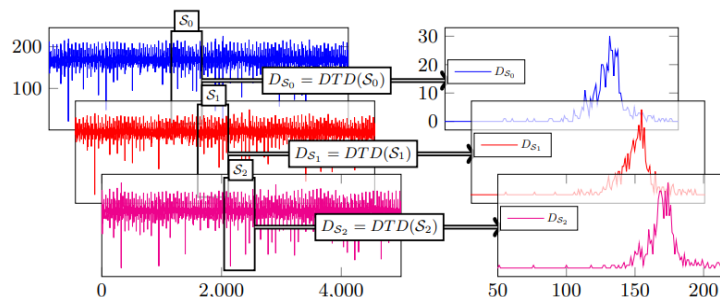 S₀
200
100
D_{S₀} = DTD(S₀)
30
20
10
0
D_{S₀}
S₁
D_{S₁} = DTD(S₁)
D_{S₁}
S₂
D_{S₂} = DTD(S₂)
D_{S₂}
0 2.000 4.000
50 100 150 200